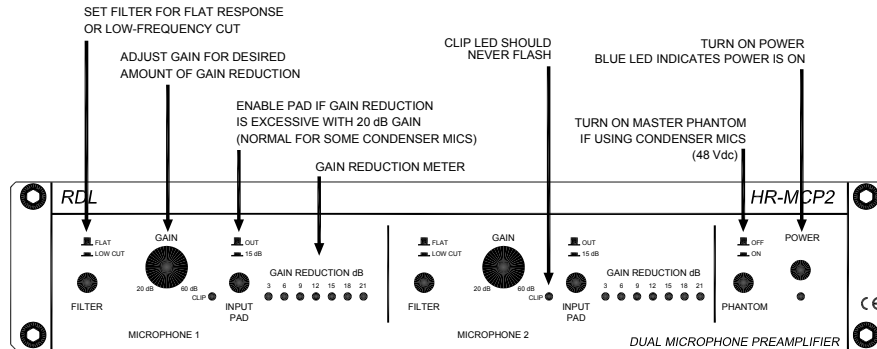 SET FILTER FOR FLAT RESPONSE
OR LOW-FREQUENCY CUT
ADJUST GAIN FOR DESIRED
AMOUNT OF GAIN REDUCTION
ENABLE PAD IF GAIN REDUCTION
IS EXCESSIVE WITH 20 dB GAIN
(NORMAL FOR SOME CONDENSER MICS)
GAIN REDUCTION METER
CLIP LED SHOULD
NEVER FLASH
TURN ON POWER
BLUE LED INDICATES POWER IS ON
TURN ON MASTER PHANTOM
IF USING CONDENSER MICS
(48 Vdc)
RDL
HR-MCP2
FLAT
LOW CUT
FILTER
GAIN
20 dB
60 dB
CLIP
OUT
15 dB
INPUT
PAD
GAIN REDUCTION dB
3 6 9 12 15 18 21
MICROPHONE 1
FLAT
LOW CUT
FILTER
GAIN
20 dB
60 dB
CLIP
OUT
15 dB
INPUT
PAD
GAIN REDUCTION dB
3 6 9 12 15 18 21
MICROPHONE 2
OFF
ON
PHANTOM
POWER
CE
DUAL MICROPHONE PREAMPLIFIER